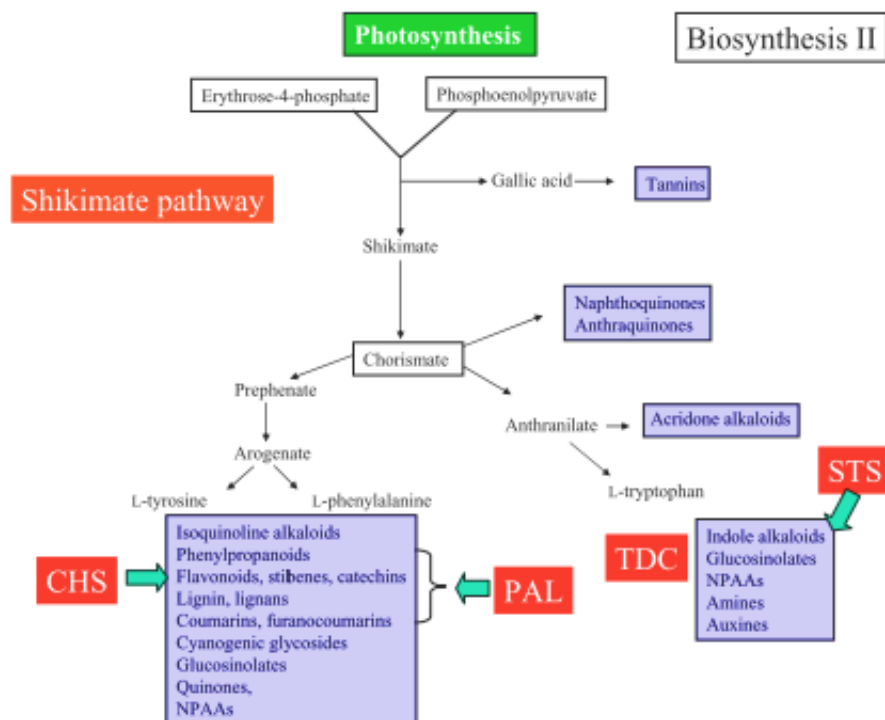 Photosynthesis
Biosynthesis II
Erythrose-4-phosphate
Phosphoenolpyruvate
Gallic acid
Tannins
Shikimate pathway
Shikimate
Naphthoquinones
Anthraquinones
Chorismate
Prephenate
Anthranilate
Acridone alkaloids
Arogenate
STS
L-tyrosine
L-phenylalanine
L-tryptophan
Isoquinoline alkaloids
Phenylpropanoids
Flavonoids, stilbenes, catechins
Lignin, lignans
Coumarins, furanocoumarins
Cyanogenic glycosides
Glucosinolates
Quinones,
NPAAs
CHS
PAL
TDC
Indole alkaloids
Glucosinolates
NPAAs
Amines
Auxines